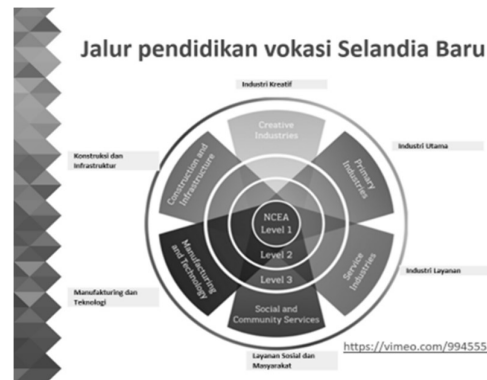 Jalur pendidikan vokasi Selandia Baru
Industri Kreatif
Creative
Industries
Konstruksi dan
Infrastruktur
Construction and
Infrastructure
Industri Utama
Primary
Industries
NCEA
Level 1
Level 2
Level 3
Manufacturing
and Technology
Service
Industries
Industri Layanan
Manufakturing dan
Teknologi
Social and
Community Services
Layanan Sosial dan
Manyarakat
https://vimeo.com/994555